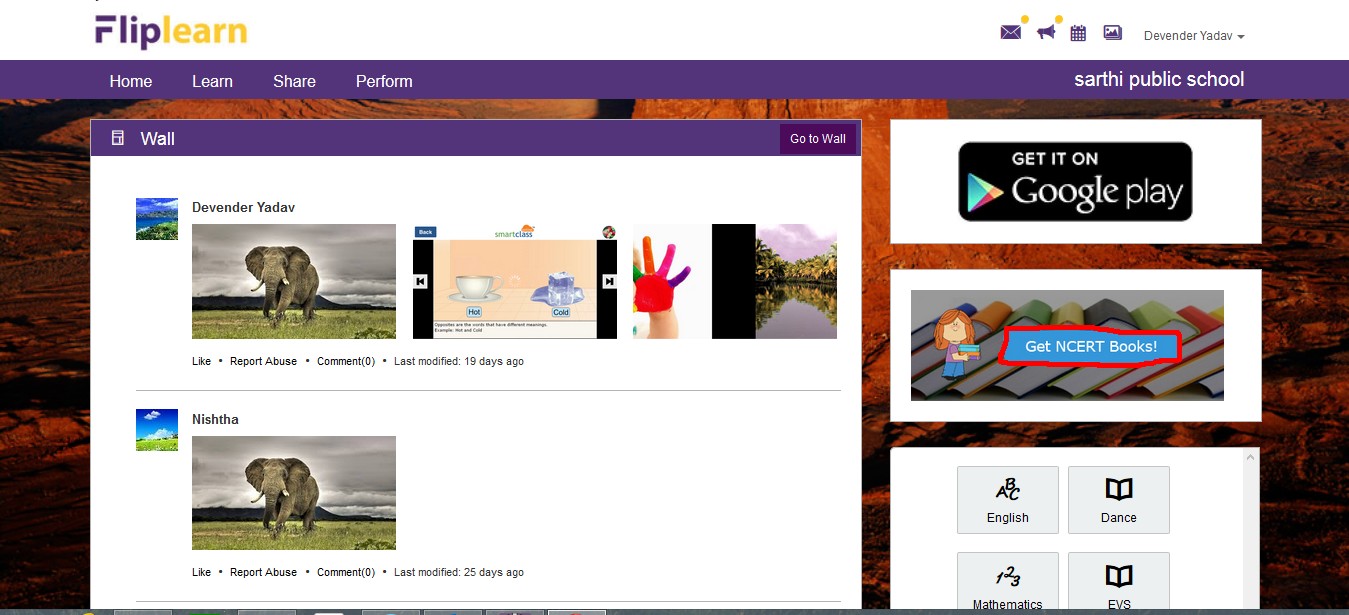 Fliplearn
Devender Yadav
Home Learn Share Perform
sarthi public school
Wall
Go to Wall
Devender Yadav
Back
smartclass
Hot
Cold
Opposites are the words that have different meanings.
Example: Hot and Cold
Like • Report Abuse • Comment(0) • Last modified: 19 days ago
Nishtha
Like • Report Abuse • Comment(0) • Last modified: 25 days ago
GET IT ON
Google play
Get NCERT Books!
ABC
English
Dance
123
Mathematics
EVS